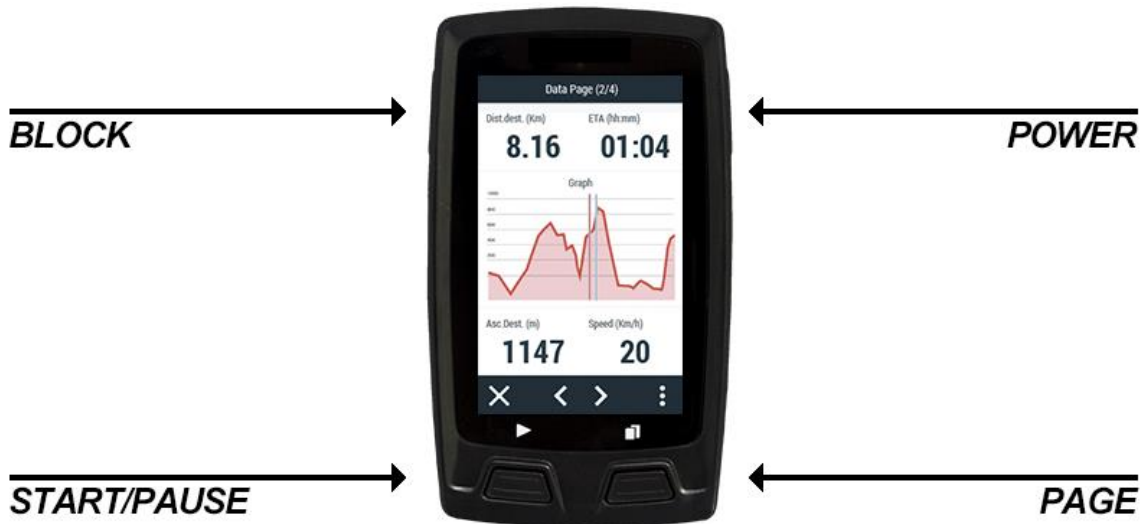 Data Page (2/4)
Dist.dest. (Km) ETA (hh:mm)
8.16 01:04
BLOCK
POWER
Graph
Asc.Dest. (m) Speed (Km/h)
1147 20
START/PAUSE
PAGE